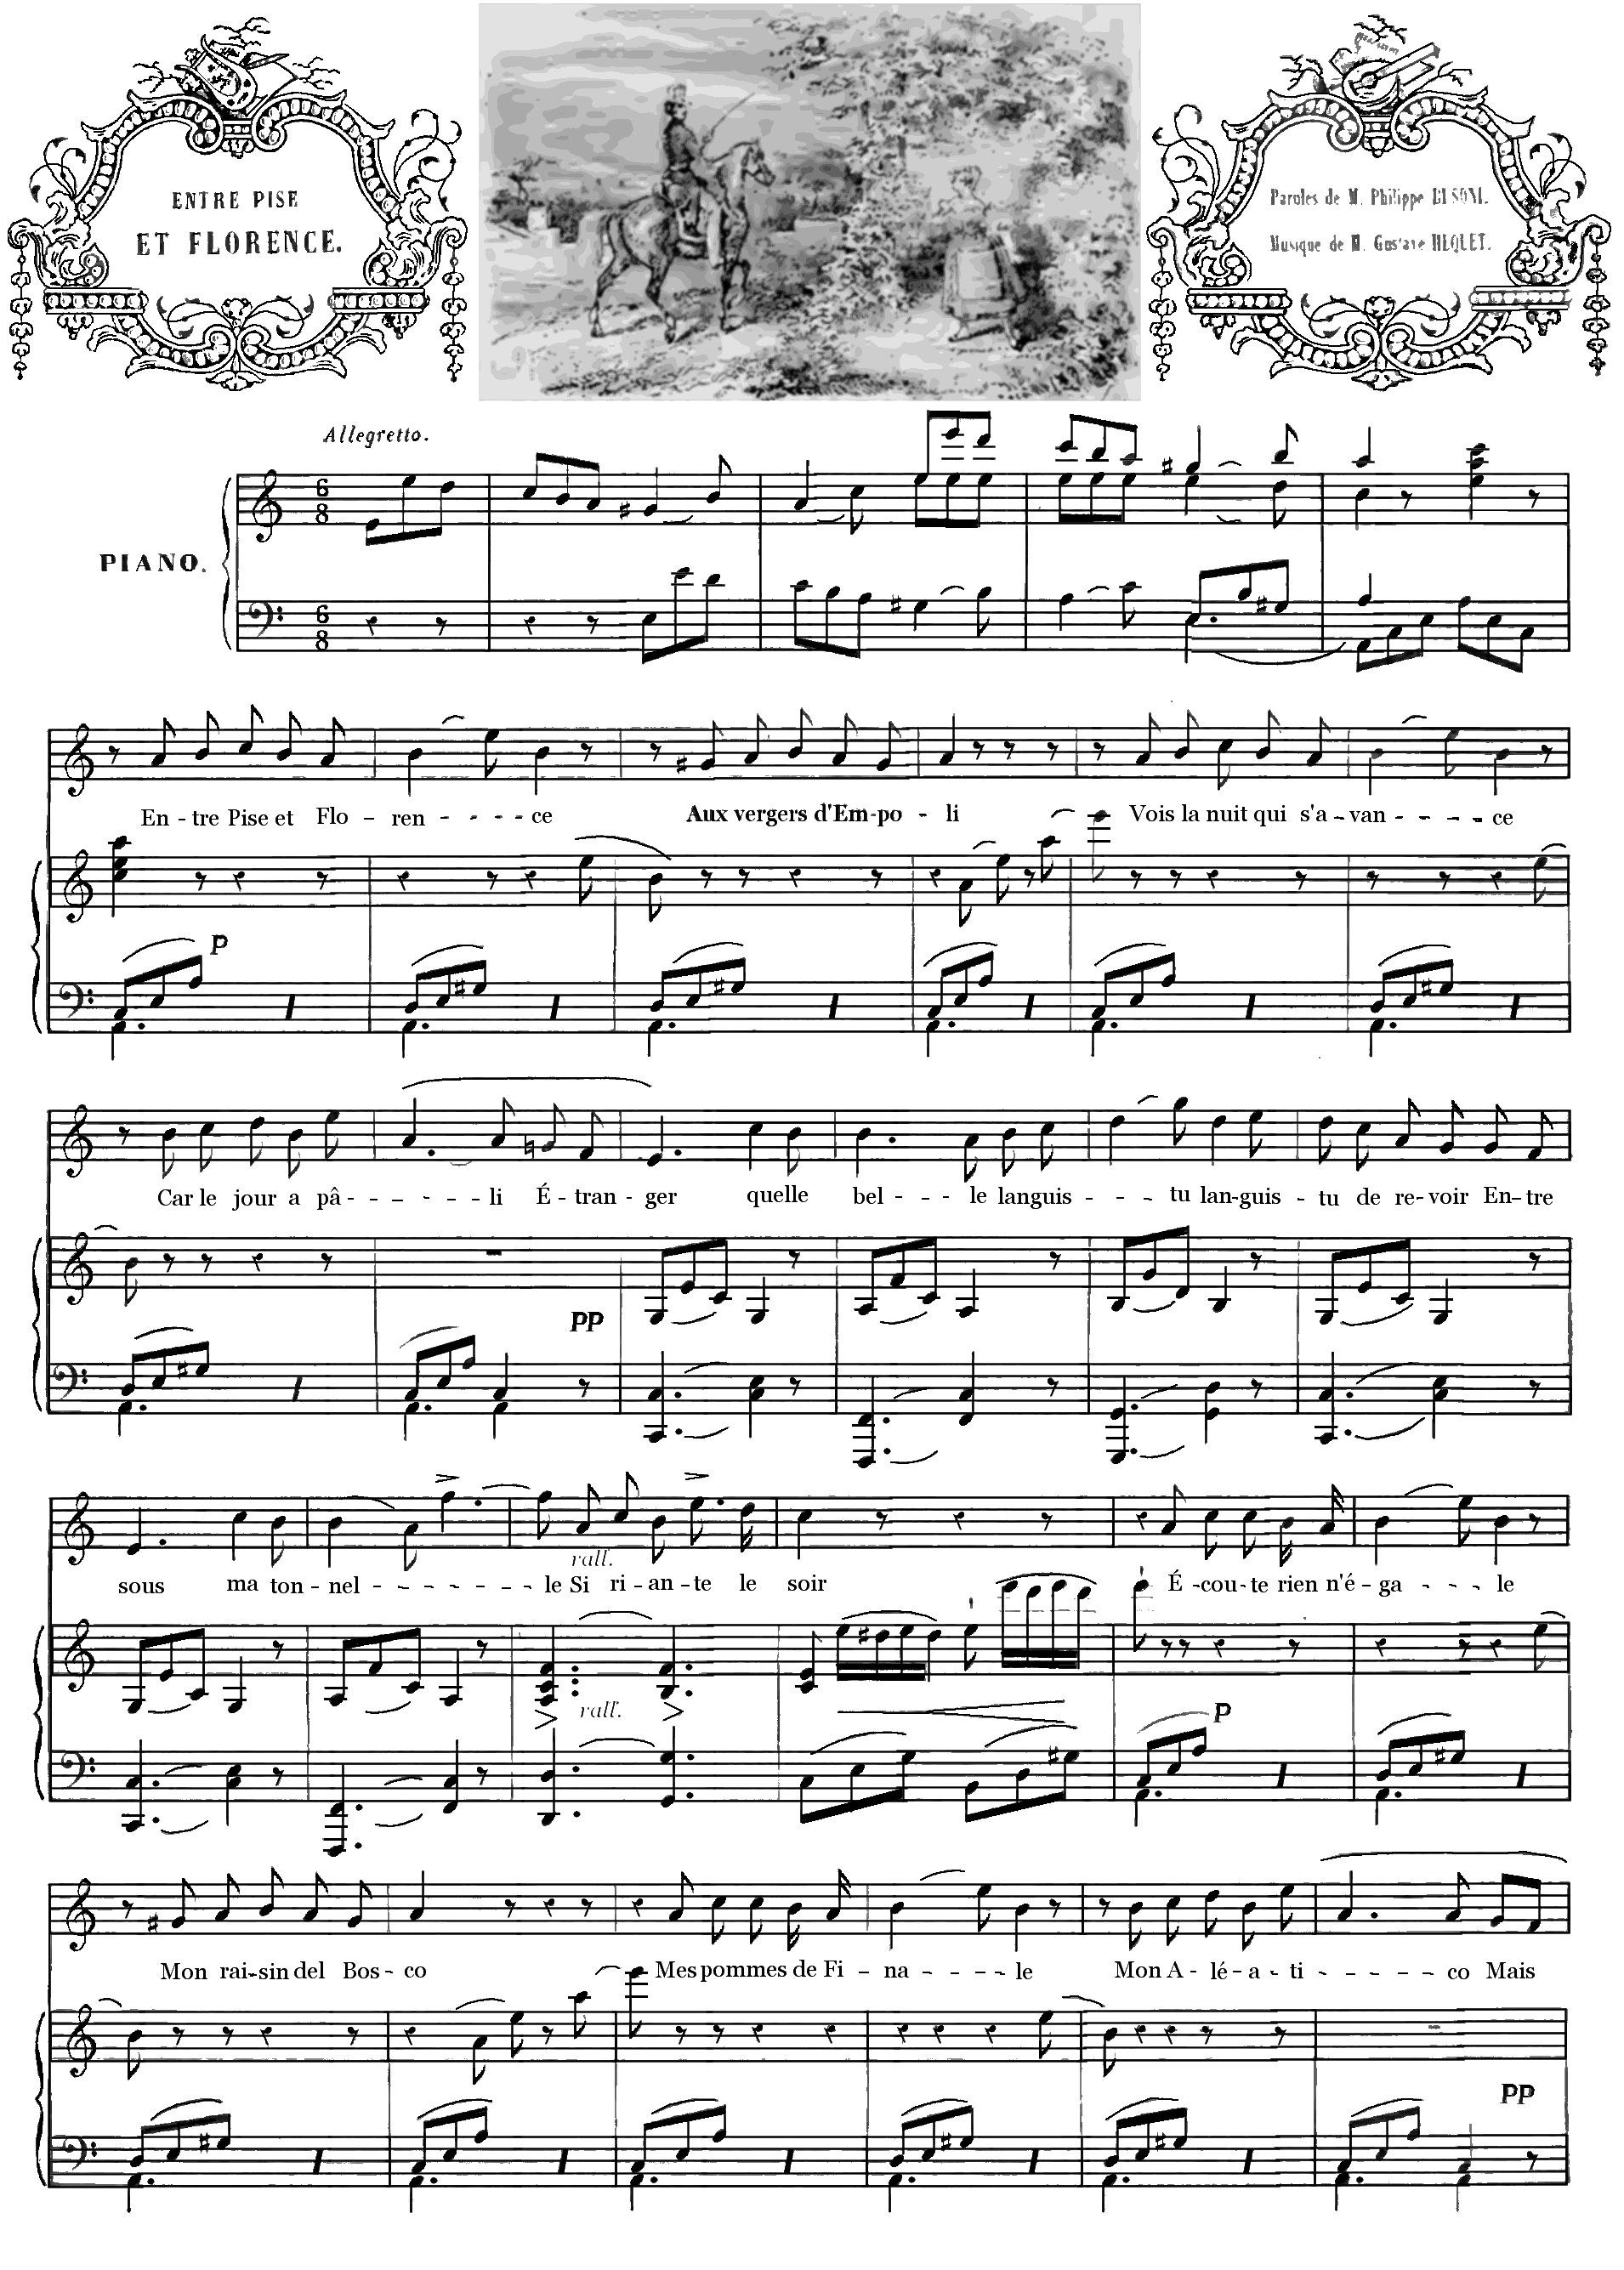 ENTRE PISE
ET FLORENCE.
Paroles de M. Philippe
Musique de M. Gustave
Allegretto.
PIANO.
6 8
6 8
En - tre Pise et Flo - ren - - - - ce Aux vergers d'Em-po - li Vois la nuit qui s'a - van - - - - ce
p
Car le jour a pâ - - - - - li É - tran - ger quelle bel - - - le languis - - - tu lan-guis - tu de re-voir En-tre
pp
sous ma ton - nel - - - - - - le Si ri - an - te le soir É - cou - te rien n'é - ga - - - le
rall.
rall.
p
Mon rai-sin del Bos - co Mes pommes de Fi - na - - - - le Mon A - lé - a - ti - - - - - co Mais
pp